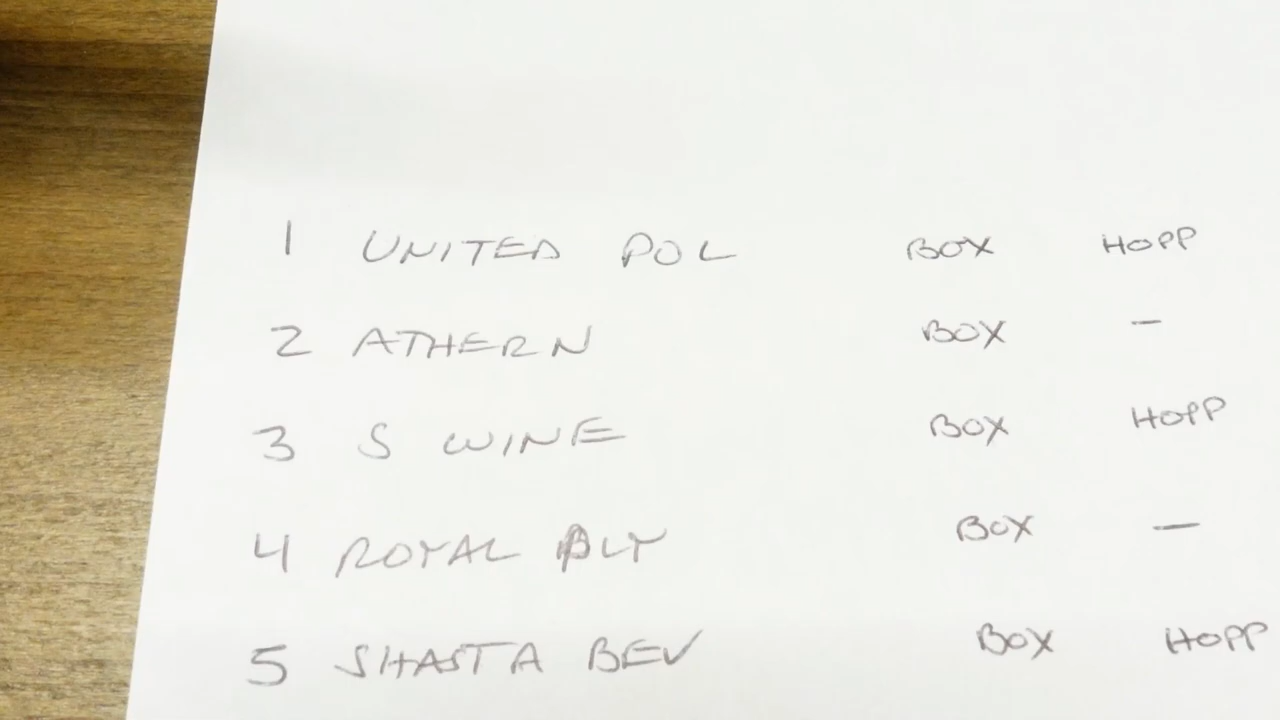 1 UNITED POL BOX HOPP
2 ATHERN BOX —
3 S WINE BOX HOPP
4 ROYAL PLY BOX —
5 SHASTA BEV BOX HOPP